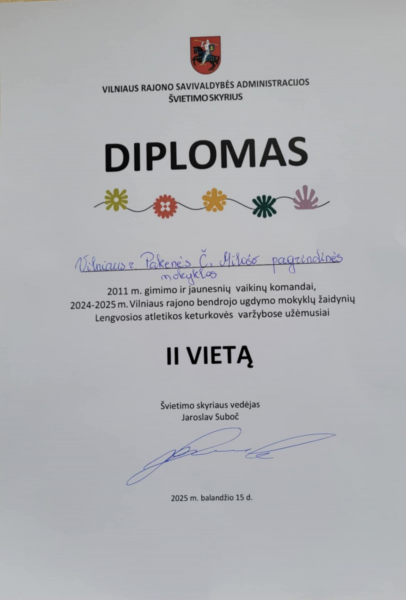 VILNIAUS RAJONO SAVIVALDYBĖS ADMINISTRACIJOS
ŠVIETIMO SKYRIUS
DIPLOMAS
Vilniaus r. Pakenės Č. Milošo pagrindinės
mokyklos
2011 m. gimimo ir jaunesnių vaikinų komandai,
2024-2025 m. Vilniaus rajono bendrojo ugdymo mokyklų žaidynių
Lengvosios atletikos keturkovės varžybose užėmusiai
II VIETĄ
Švietimo skyriaus vedėjas
Jaroslav Suboč
2025 m. balandžio 15 d.